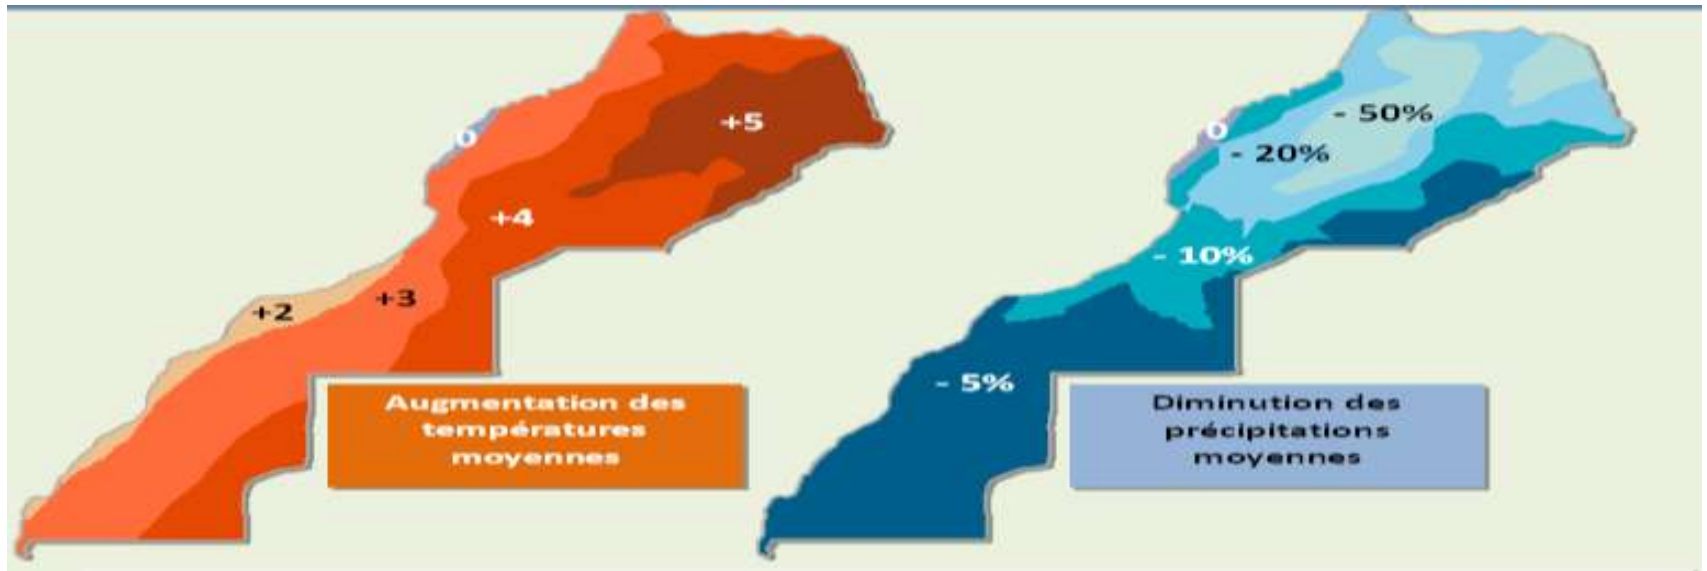 0
+5
+4
+3
+2
Augmentation des
températures
moyennes
0
- 50%
- 20%
- 10%
- 5%
Diminution des
précipitations
moyennes